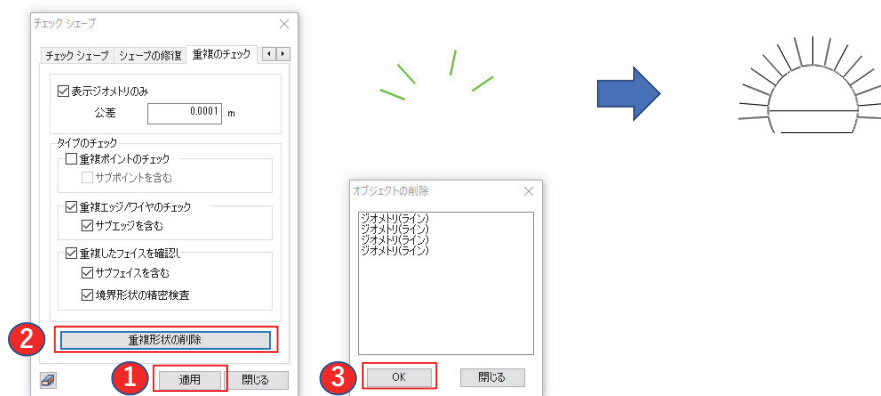 チェック シェープ
チェック シェープ シェープの修復 重複のチェック
表示ジオメトリのみ
公差 0.0001 m
タイプのチェック
重複ポイントのチェック
サブポイントを含む
重複エッジ/ワイヤのチェック
サブエッジを含む
重複したフェイスを確認し
サブフェイスを含む
境界形状の精密検査
2 重複形状の削除
1 適用 閉じる
オブジェクトの削除
ジオメトリ(ライン)
ジオメトリ(ライン)
ジオメトリ(ライン)
ジオメトリ(ライン)
3 OK 閉じる